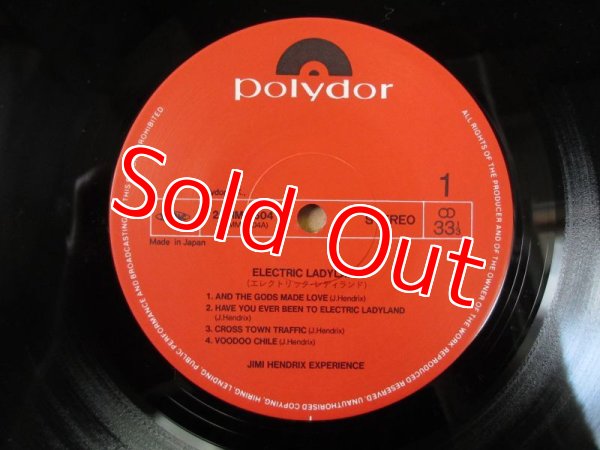 polydor
1
STEREO
33 1/3
Made in Japan
Sold Out
ELECTRIC
(エレクトリック・レディランド)
1. AND THE GODS MADE LOVE (J.Hendrix)
2. HAVE YOU EVER BEEN TO ELECTRIC LADYLAND
(J.Hendrix)
3. CROSS TOWN TRAFFIC (J.Hendrix)
4. VOODOO CHILE (J.Hendrix)
JIMI HENDRIX EXPERIENCE
ALL RIGHTS OF THE PRODUCER AND OF THE OWNER OF THE WORK REPRODUCED RESERVED. UNAUTHORISED COPYING, HIRING, LENDING, PUBLIC PERFORMANCE AND BROADCASTING OF THIS PROHIBITED